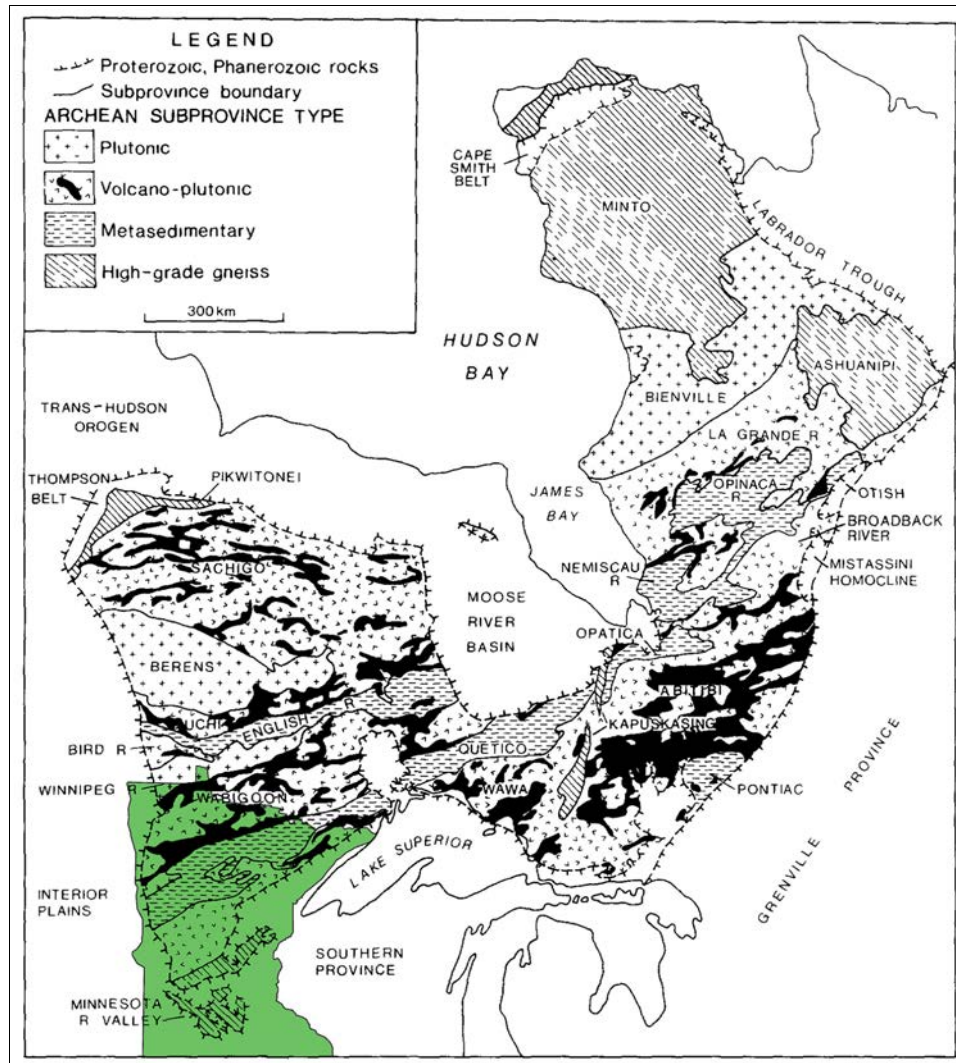 LEGEND
Proterozoic, Phanerozoic rocks
Subprovince boundary
ARCHEAN SUBPROVINCE TYPE
Plutonic
Volcano-plutonic
Metasedimentary
High-grade gneiss
300 km
CAPE
SMITH
BELT
MINTO
LABRADOR TROUGH
HUDSON
BAY
ASHUANIPI
BIENVILLE
TRANS-HUDSON
OROGEN
LA GRANDE R
THOMPSON
BELT
PIKWITONEI
JAMES
BAY
OPINACA
R
OTISH
BROADBACK
RIVER
SACHIGO
NEMISCAU
R
MISTASSINI
HOMOCLINE
MOOSE
RIVER
BASIN
OPATICA
BERENS
ABITIBI
UCHI
ENGLISH R
KAPUSKASING
BIRD R
QUETICO
WINNIPEG R
WABIGOON
WAWA
PONTIAC
LAKE SUPERIOR
GRENVILLE PROVINCE
INTERIOR
PLAINS
SOUTHERN
PROVINCE
MINNESOTA
R VALLEY